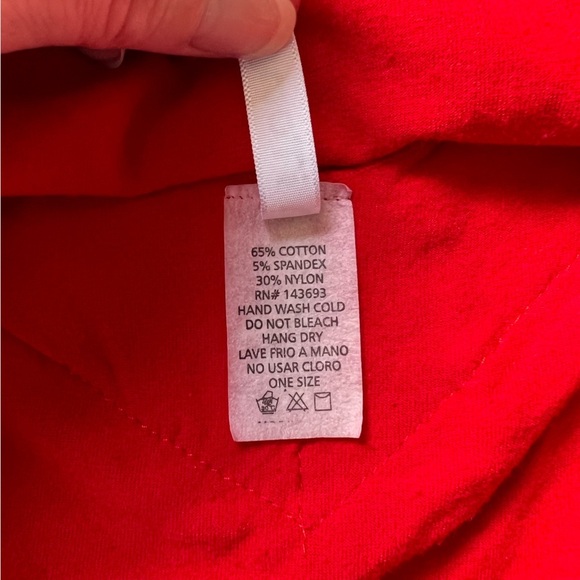 65% COTTON
5% SPANDEX
30% NYLON
RN# 143693
HAND WASH COLD
DO NOT BLEACH
HANG DRY
LAVE FRIO A MANO
NO USAR CLORO
ONE SIZE